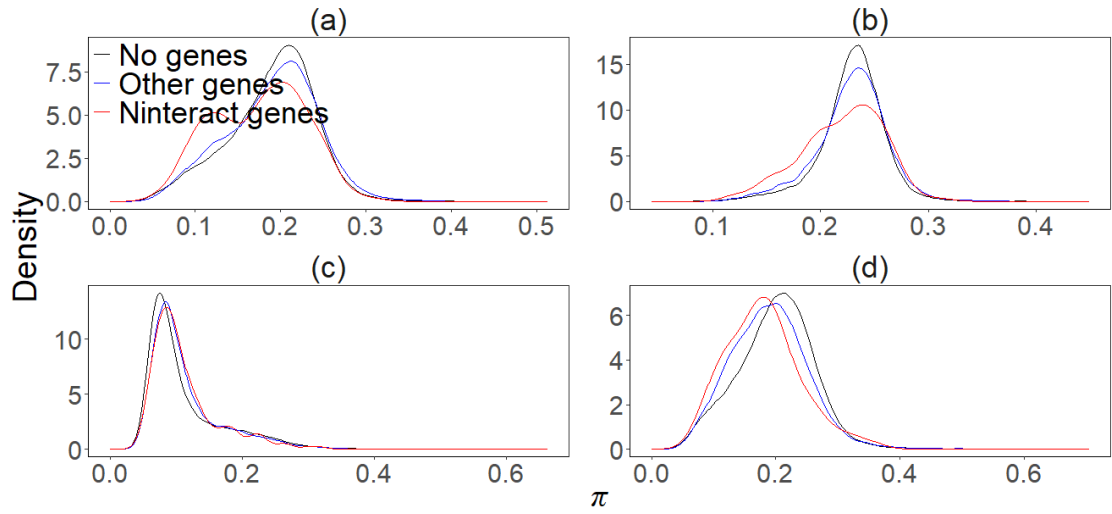 (a)
No genes
Other genes
Ninteract genes
7.5
5.0
2.5
0.0
0.0 0.1 0.2 0.3 0.4 0.5
(b)
15
10
5
0
0.1 0.2 0.3 0.4
Density
(c)
10
5
0
0.0 0.2 0.4 0.6
(d)
6
4
2
0
0.0 0.2 0.4 0.6
π